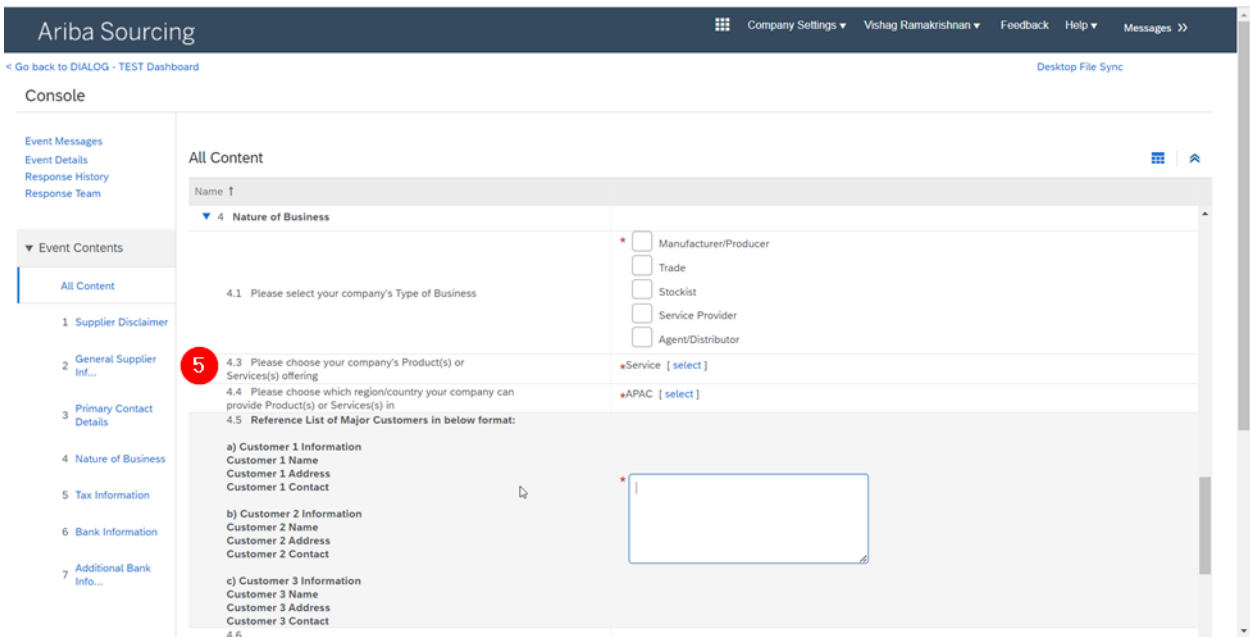 Ariba Sourcing
Company Settings ▾ Vishag Ramakrishnan ▾ Feedback Help ▾ Messages >>
< Go back to DIALOG - TEST Dashboard
Desktop File Sync
Console
Event Messages
Event Details
Response History
Response Team
▼ Event Contents
All Content
1 Supplier Disclaimer
2 General Supplier
Inf...
3 Primary Contact
Details
4 Nature of Business
5 Tax Information
6 Bank Information
7 Additional Bank
Info...
All Content
Name ↑
▼ 4 Nature of Business
4.1 Please select your company's Type of Business
* Manufacturer/Producer
Trade
Stockist
Service Provider
Agent/Distributor
5
4.3 Please choose your company's Product(s) or
Services(s) offering
*Service [ select ]
4.4 Please choose which region/country your company can
provide Product(s) or Services(s) in
*APAC [ select ]
4.5 Reference List of Major Customers in below format:
a) Customer 1 Information
Customer 1 Name
Customer 1 Address
Customer 1 Contact
b) Customer 2 Information
Customer 2 Name
Customer 2 Address
Customer 2 Contact
c) Customer 3 Information
Customer 3 Name
Customer 3 Address
Customer 3 Contact
*
4.6